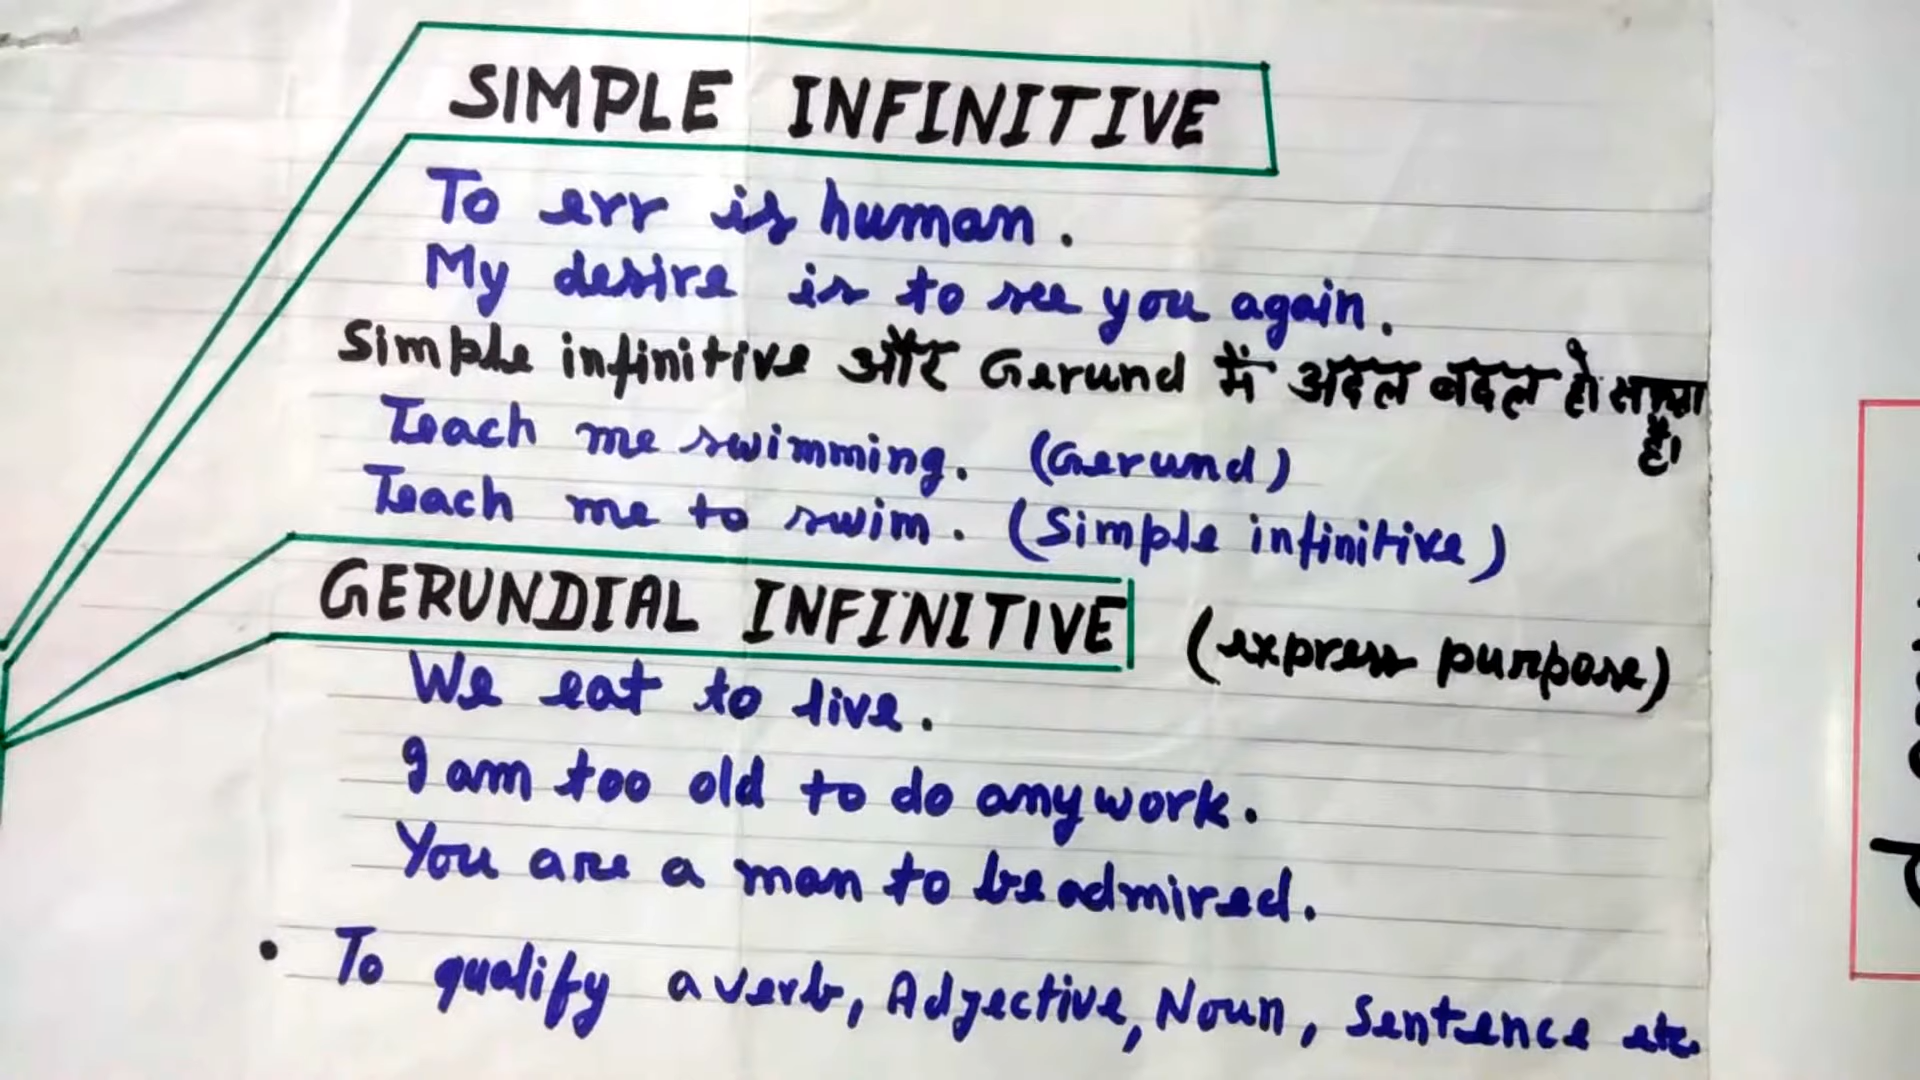 SIMPLE INFINITIVE
To err is human.
My desire is to see you again.
Simple infinitive और Gerund में अदल बदल हो सकता
है।
Teach me swimming. (Gerund)
Teach me to swim. (Simple infinitive)
GERUNDIAL INFINITIVE (express purpose)
We eat to live.
I am too old to do any work.
You are a man to be admired.
• To qualify a verb, Adjective, Noun, Sentence etc.